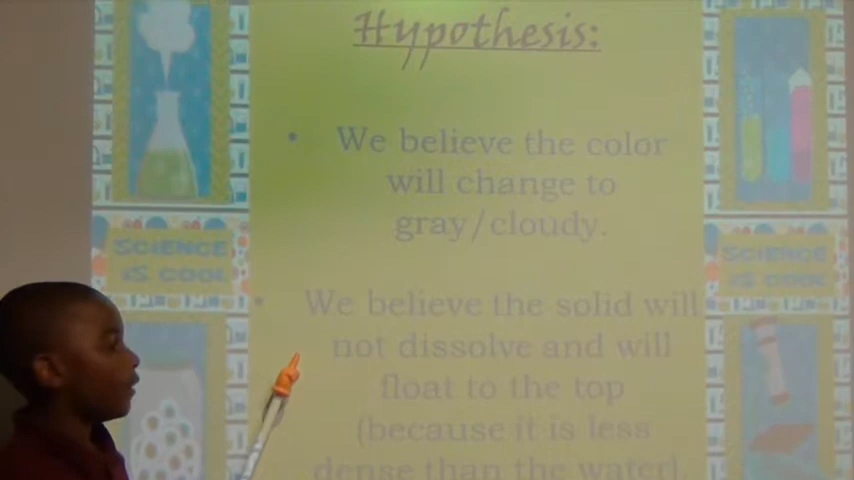 Hypothesis:
• We believe the color
will change to
gray/cloudy.
SCIENCE
IS COOL
SCIENCE
IS COOL
• We believe the solid will
not dissolve and will
float to the top
(because it is less
dense than the water).